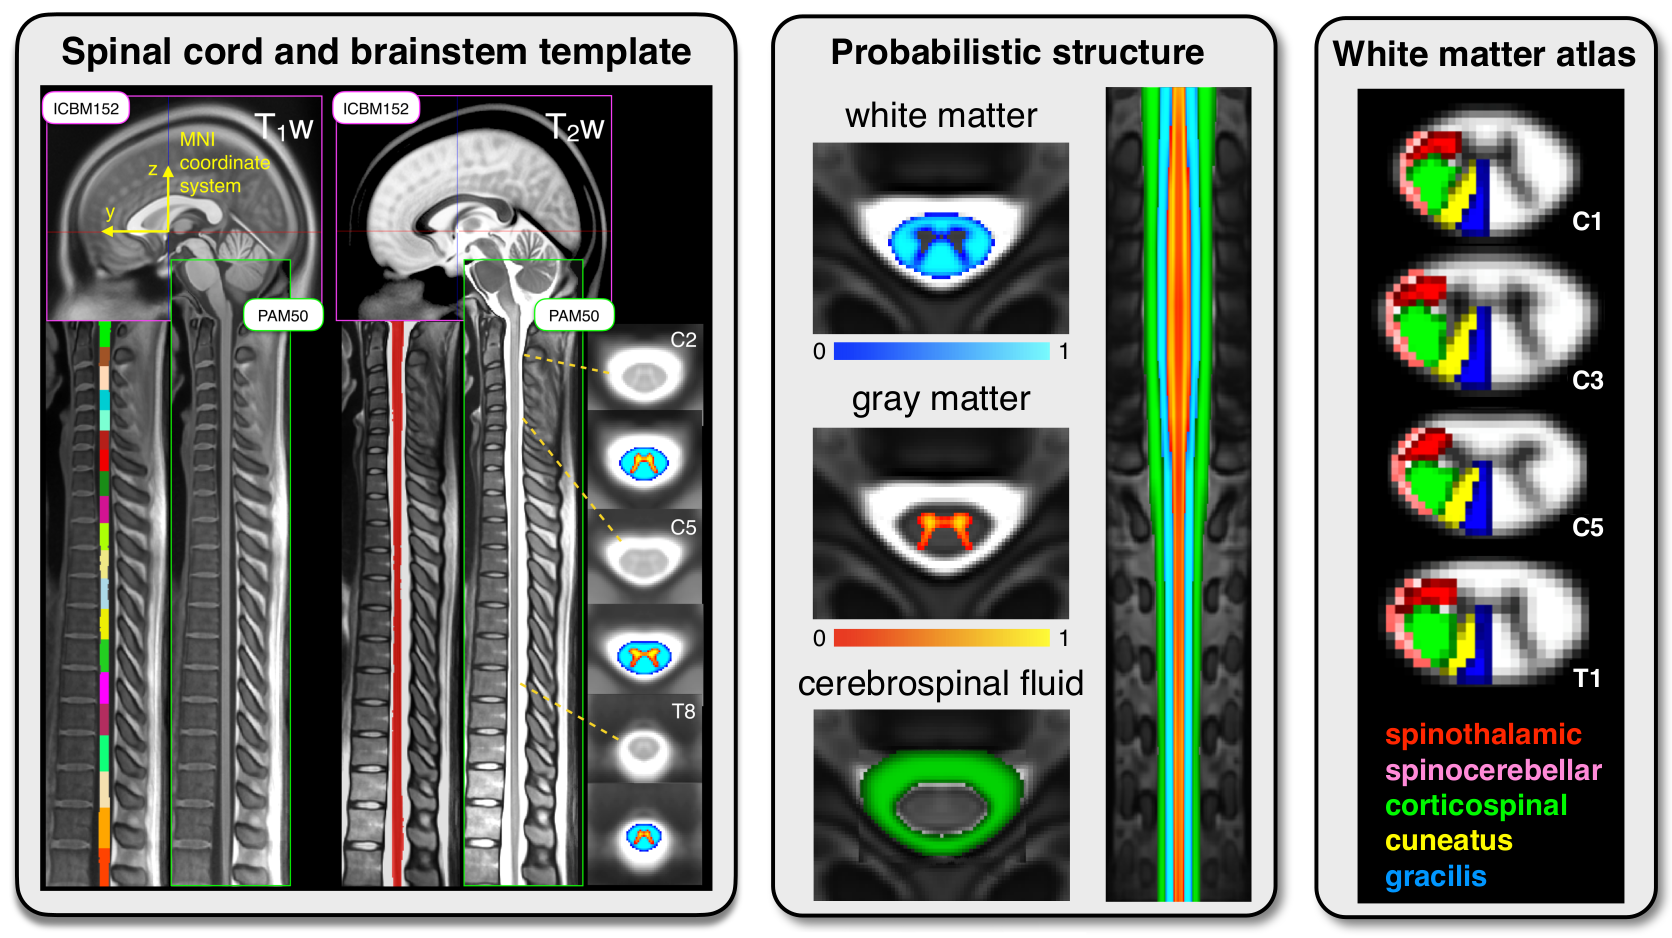 Spinal cord and brainstem template
ICBM152
T₁w
MNI
coordinate
system
z
y
PAM50
ICBM152
T₂w
PAM50
C2
C5
T8
Probabilistic structure
white matter
0 1
gray matter
0 1
cerebrospinal fluid
White matter atlas
C1
C3
C5
T1
spinothalamic
spinocerebellar
corticospinal
cuneatus
gracilis